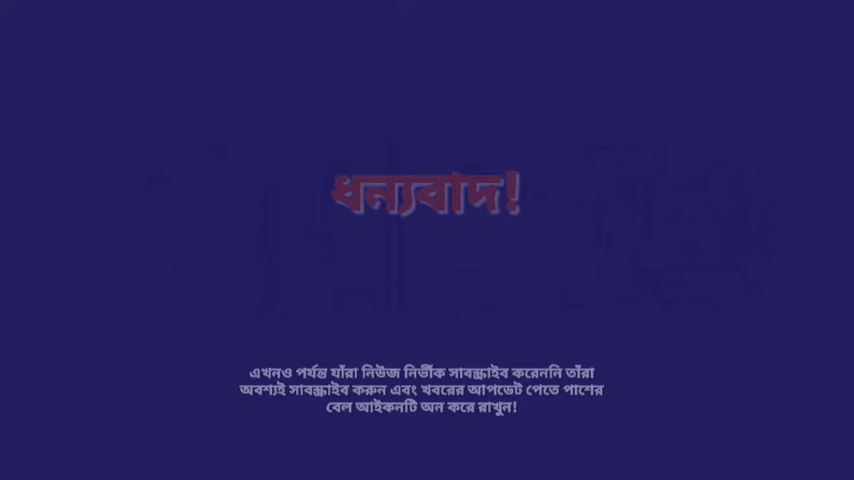 ধন্যবাদ!
এখনও পর্যন্ত যাঁরা নিউজ নির্ভীক সাবস্ক্রাইব করেননি তাঁরা
অবশ্যই সাবস্ক্রাইব করুন এবং খবরের আপডেট পেতে পাশের
বেল আইকনটি অন করে রাখুন!